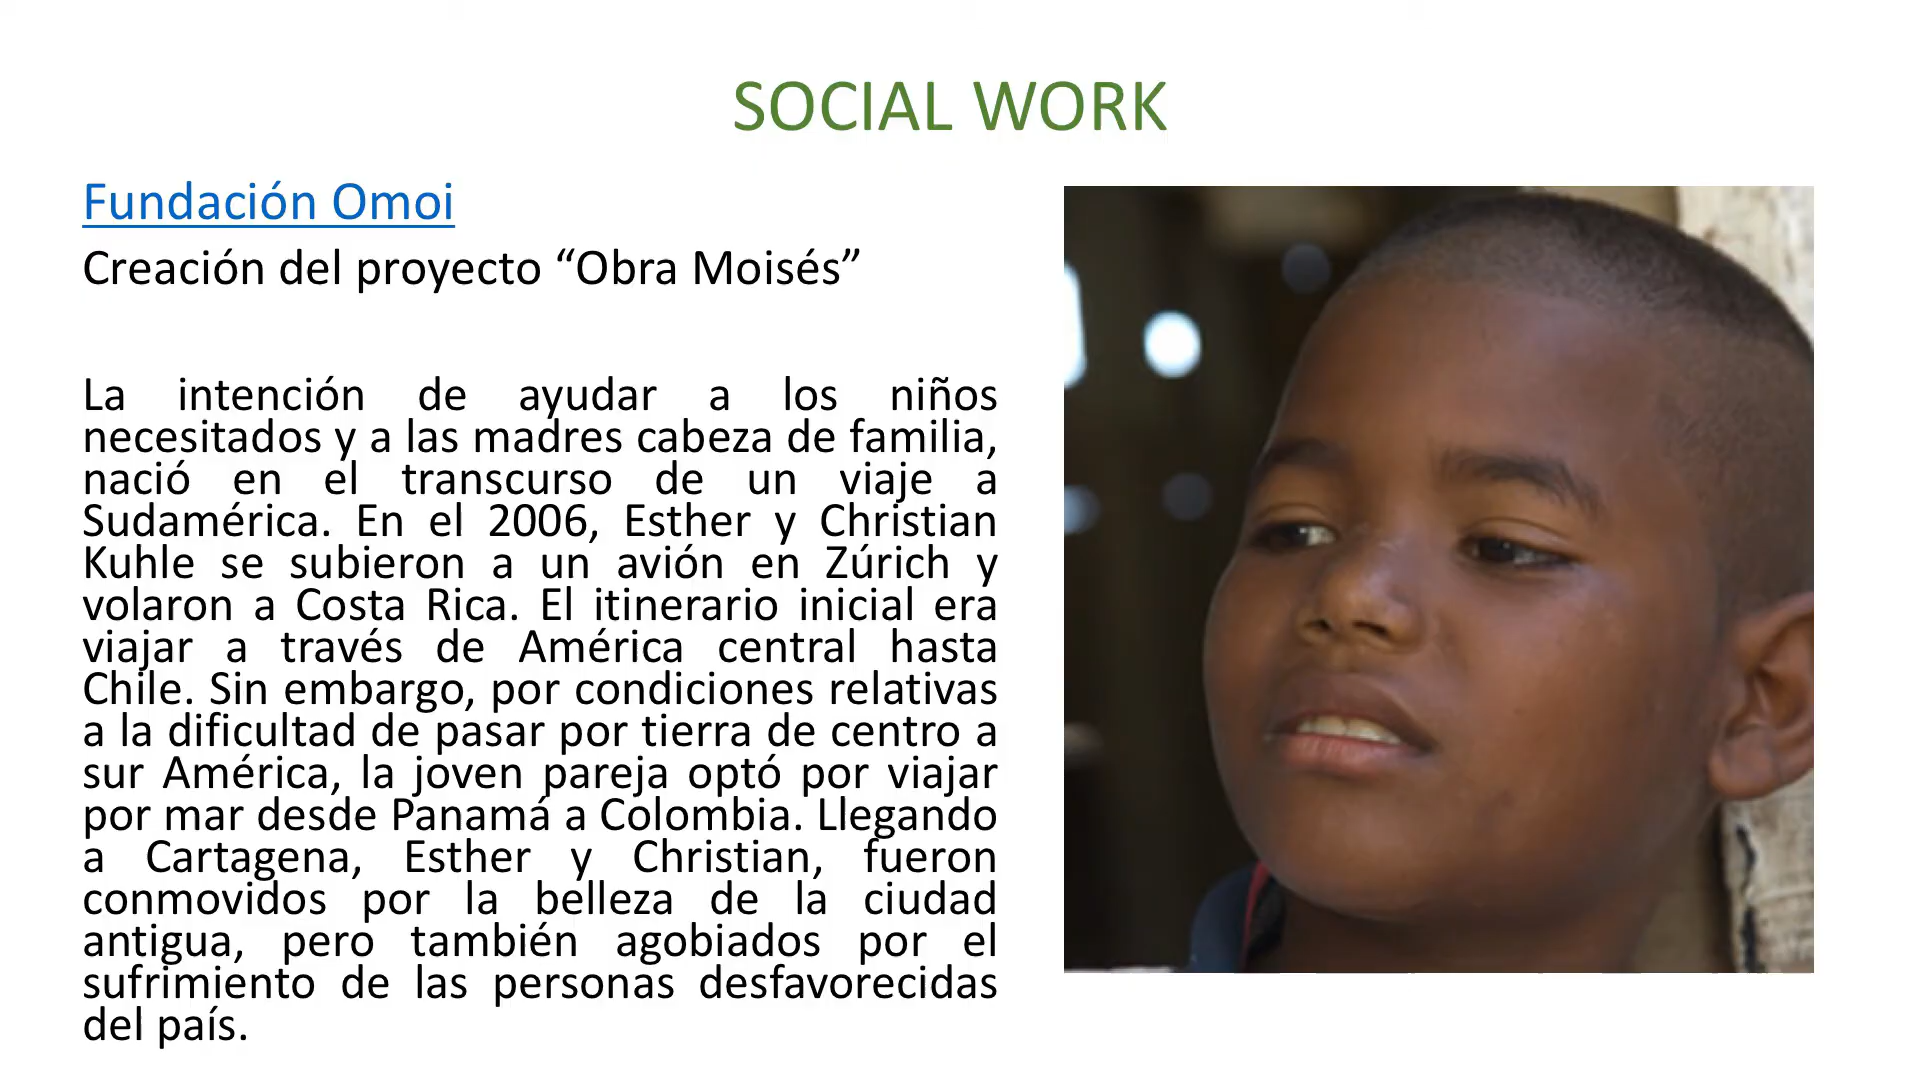 SOCIAL WORK
Fundación Omoi
Creación del proyecto “Obra Moisés”
La intención de ayudar a los niños
necesitados y a las madres cabeza de familia,
nació en el transcurso de un viaje a
Sudamérica. En el 2006, Esther y Christian
Kuhle se subieron a un avión en Zúrich y
volaron a Costa Rica. El itinerario inicial era
viajar a través de América central hasta
Chile. Sin embargo, por condiciones relativas
a la dificultad de pasar por tierra de centro a
sur América, la joven pareja optó por viajar
por mar desde Panamá a Colombia. Llegando
a Cartagena, Esther y Christian, fueron
conmovidos por la belleza de la ciudad
antigua, pero también agobiados por el
sufrimiento de las personas desfavorecidas
del país.